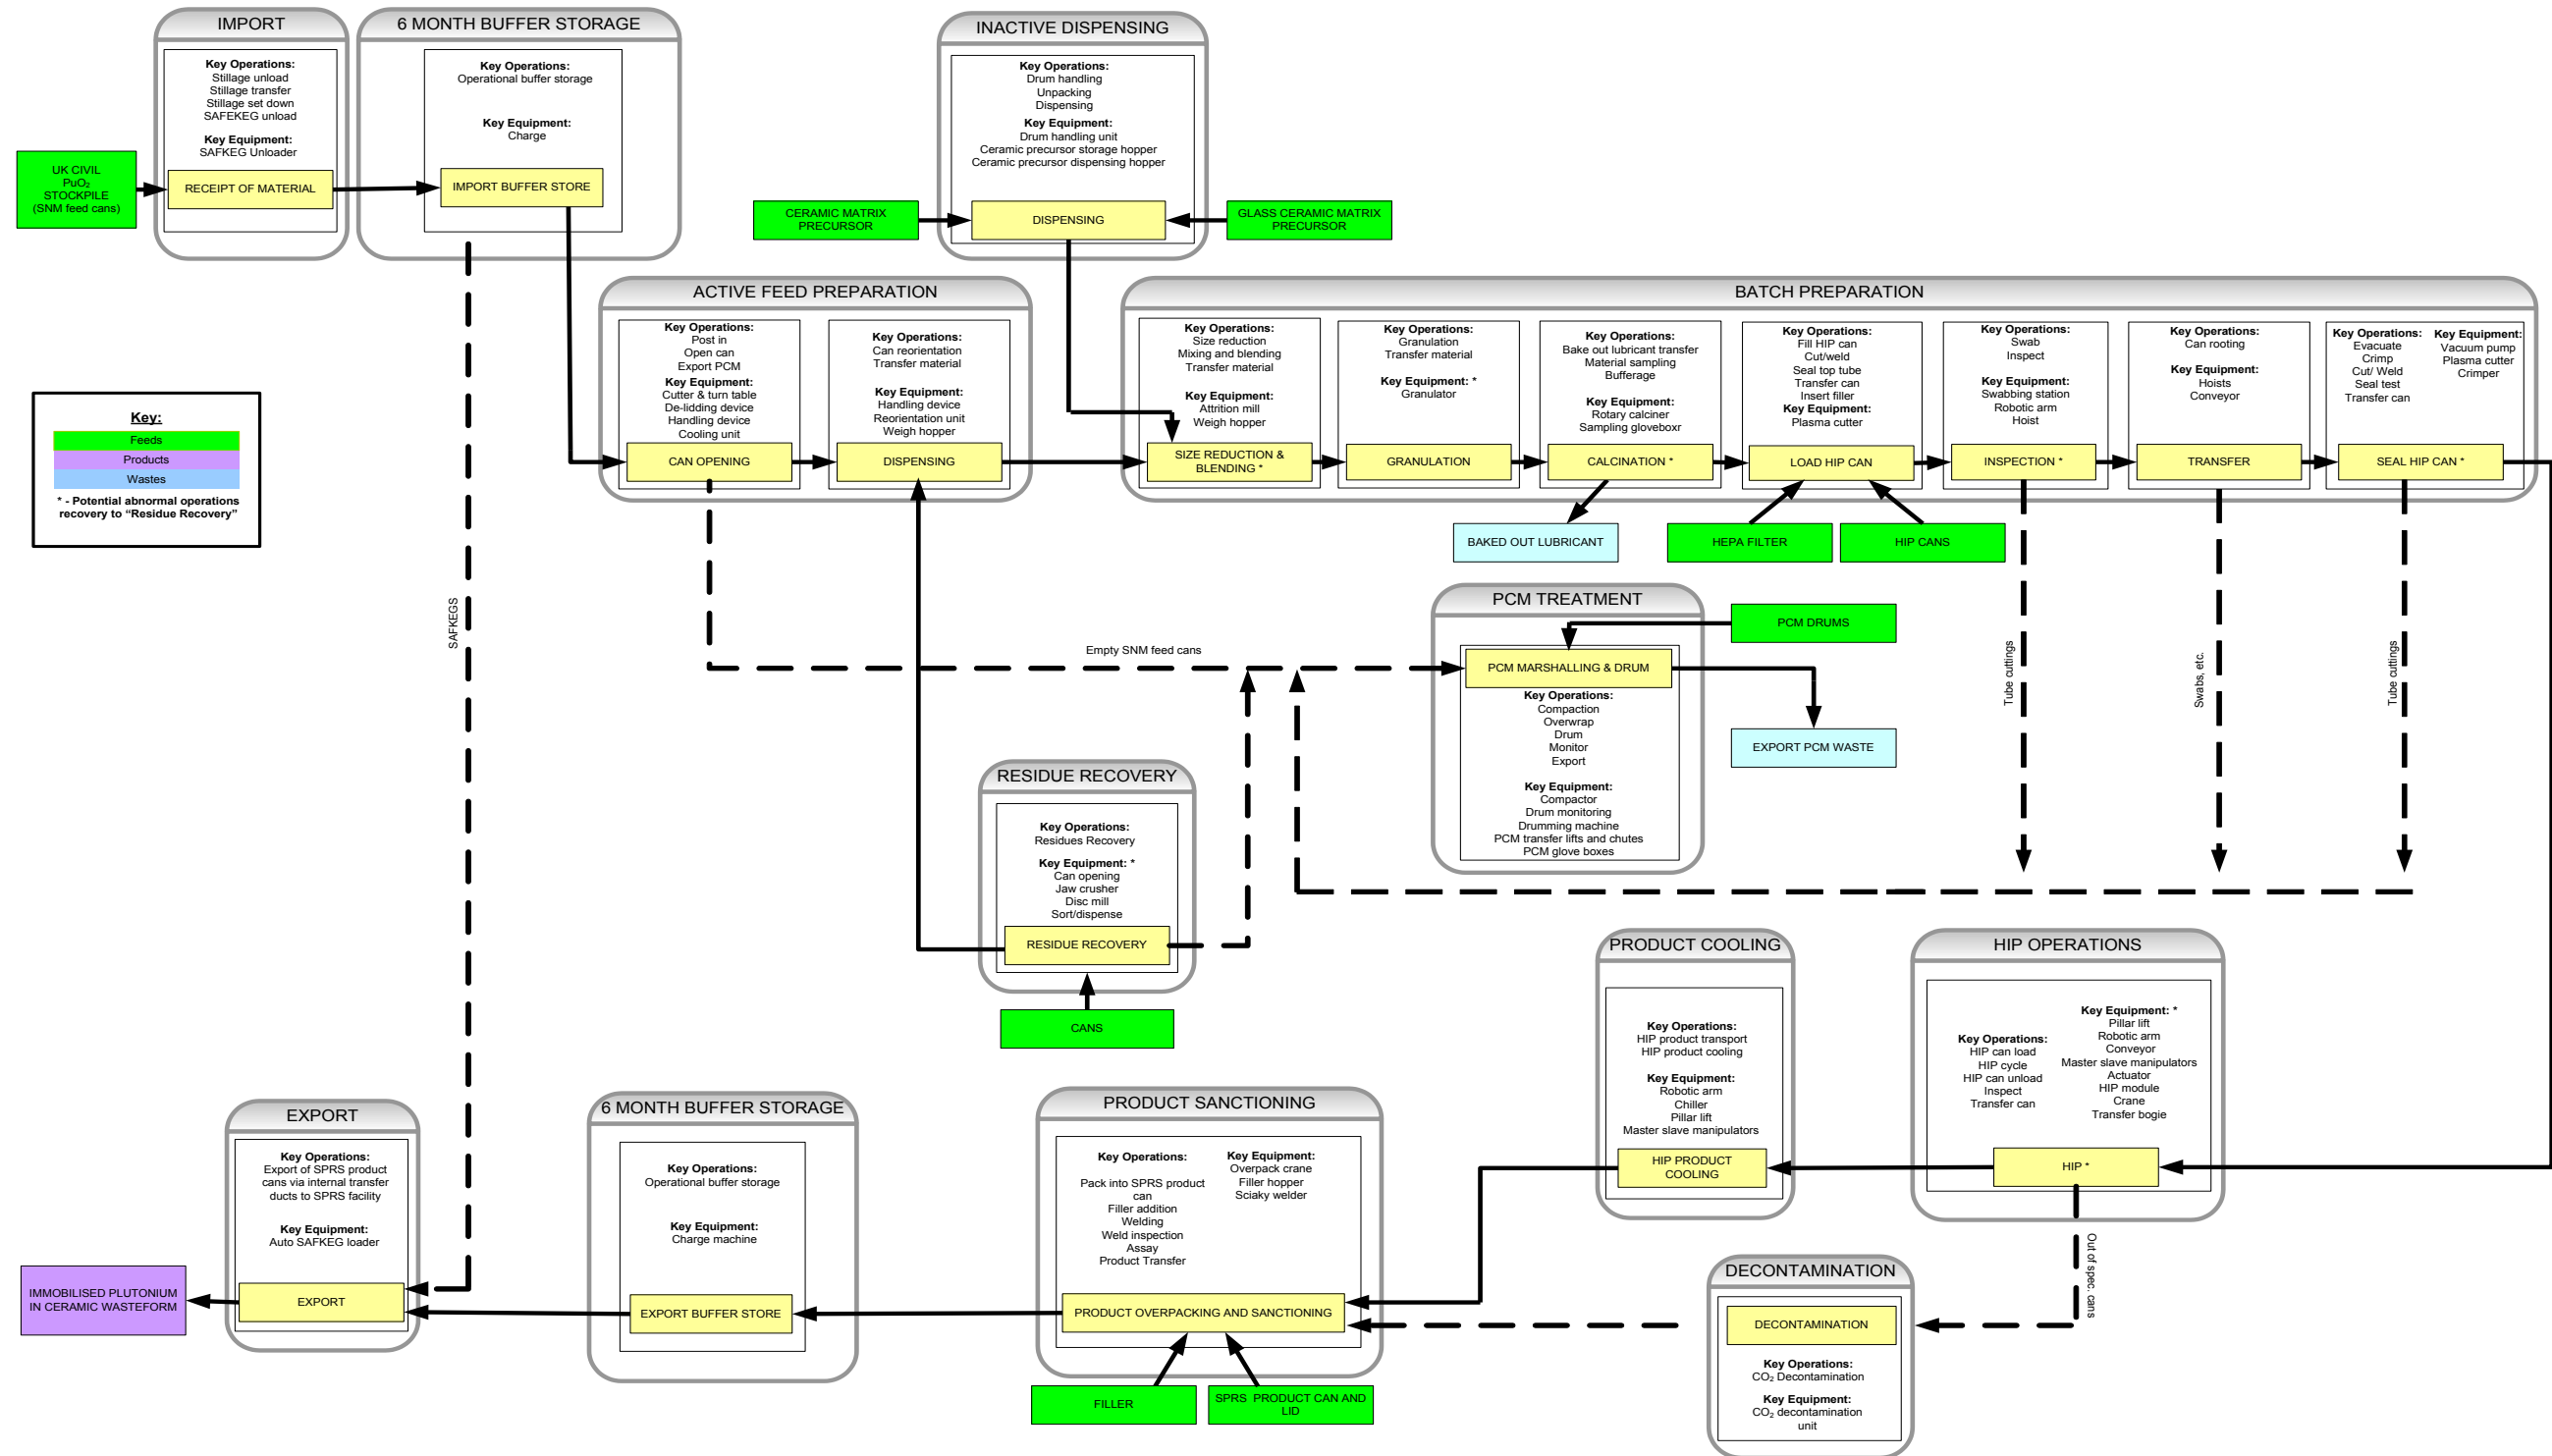 IMPORT
Key Operations:
Stillage unload
Stillage transfer
Stillage set down
SAFEKEG unload
Key Equipment:
SAFKEG Unloader
RECEIPT OF MATERIAL
UK CIVIL
PuO₂
STOCKPILE
(SNM feed cans)
6 MONTH BUFFER STORAGE
Key Operations:
Operational buffer storage
Key Equipment:
Charge
IMPORT BUFFER STORE
INACTIVE DISPENSING
Key Operations:
Drum handling
Unpacking
Dispensing
Key Equipment:
Drum handling unit
Ceramic precursor storage hopper
Ceramic precursor dispensing hopper
CERAMIC MATRIX
PRECURSOR
DISPENSING
GLASS CERAMIC MATRIX
PRECURSOR
ACTIVE FEED PREPARATION
Key Operations:
Post in
Open can
Export PCM
Key Equipment:
Cutter & turn table
De-lidding device
Handling device
Cooling unit
CAN OPENING
Key Operations:
Can reorientation
Transfer material
Key Equipment:
Handling device
Reorientation unit
Weigh hopper
DISPENSING
BATCH PREPARATION
Key Operations:
Size reduction
Mixing and blending
Transfer material
Key Equipment:
Attrition mill
Weigh hopper
SIZE REDUCTION &
BLENDING *
Key Operations:
Granulation
Transfer material
Key Equipment: *
Granulator
GRANULATION
Key Operations:
Bake out lubricant transfer
Material sampling
Bufferage
Key Equipment:
Rotary calciner
Sampling gloveboxr
CALCINATION *
Key Operations:
Fill HIP can
Cut/weld
Seal top tube
Transfer can
Insert filler
Key Equipment:
Plasma cutter
LOAD HIP CAN
Key Operations:
Swab
Inspect
Key Equipment:
Swabbing station
Robotic arm
Hoist
INSPECTION *
Key Operations:
Can rooting
Key Equipment:
Hoists
Conveyor
TRANSFER
Key Operations:
Evacuate
Crimp
Cut/ Weld
Seal test
Transfer can
Key Equipment:
Vacuum pump
Plasma cutter
Crimper
SEAL HIP CAN *
Key:
Feeds
Products
Wastes
* - Potential abnormal operations
recovery to “Residue Recovery”
BAKED OUT LUBRICANT
HEPA FILTER
HIP CANS
SAFKEGS
Empty SNM feed cans
PCM TREATMENT
PCM MARSHALLING & DRUM
Key Operations:
Compaction
Overwrap
Drum
Monitor
Export
Key Equipment:
Compactor
Drum monitoring
Drumming machine
PCM transfer lifts and chutes
PCM glove boxes
PCM DRUMS
EXPORT PCM WASTE
Tube cuttings
Swabs, etc.
Tube cuttings
RESIDUE RECOVERY
Key Operations:
Residues Recovery
Key Equipment: *
Can opening
Jaw crusher
Disc mill
Sort/dispense
RESIDUE RECOVERY
CANS
PRODUCT COOLING
Key Operations:
HIP product transport
HIP product cooling
Key Equipment:
Robotic arm
Chiller
Pillar lift
Master slave manipulators
HIP PRODUCT
COOLING
HIP OPERATIONS
Key Operations:
HIP can load
HIP cycle
HIP can unload
Inspect
Transfer can
Key Equipment: *
Pillar lift
Robotic arm
Conveyor
Master slave manipulators
Actuator
HIP module
Crane
Transfer bogie
HIP *
Out of spec. cans
EXPORT
Key Operations:
Export of SPRS product
cans via internal transfer
ducts to SPRS facility
Key Equipment:
Auto SAFKEG loader
EXPORT
IMMOBILISED PLUTONIUM
IN CERAMIC WASTEFORM
6 MONTH BUFFER STORAGE
Key Operations:
Operational buffer storage
Key Equipment:
Charge machine
EXPORT BUFFER STORE
PRODUCT SANCTIONING
Key Operations:
Pack into SPRS product
can
Filler addition
Welding
Weld inspection
Assay
Product Transfer
Key Equipment:
Overpack crane
Filler hopper
Sciaky welder
PRODUCT OVERPACKING AND SANCTIONING
FILLER
SPRS PRODUCT CAN AND
LID
DECONTAMINATION
DECONTAMINATION
Key Operations:
CO₂ Decontamination
Key Equipment:
CO₂ decontamination
unit